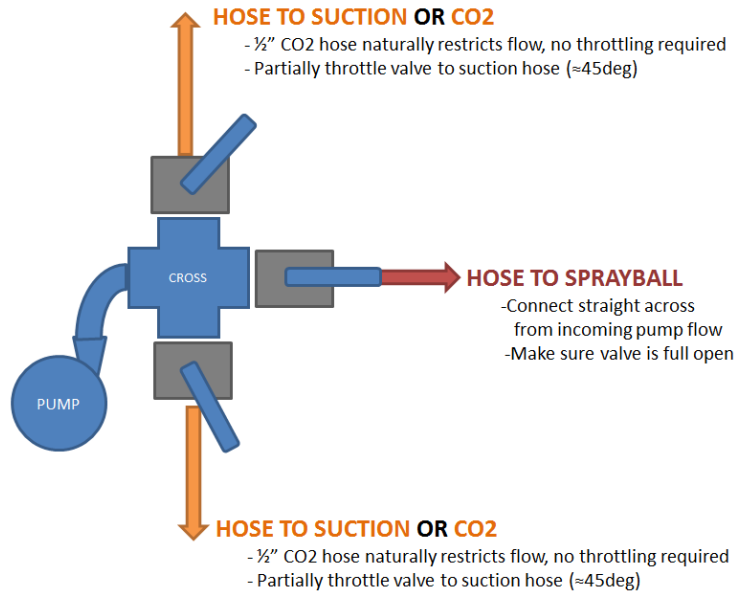 HOSE TO SUCTION OR CO2
- ½” CO2 hose naturally restricts flow, no throttling required
- Partially throttle valve to suction hose (≈45deg)
CROSS
HOSE TO SPRAYBALL
-Connect straight across
from incoming pump flow
-Make sure valve is full open
PUMP
HOSE TO SUCTION OR CO2
- ½” CO2 hose naturally restricts flow, no throttling required
- Partially throttle valve to suction hose (≈45deg)